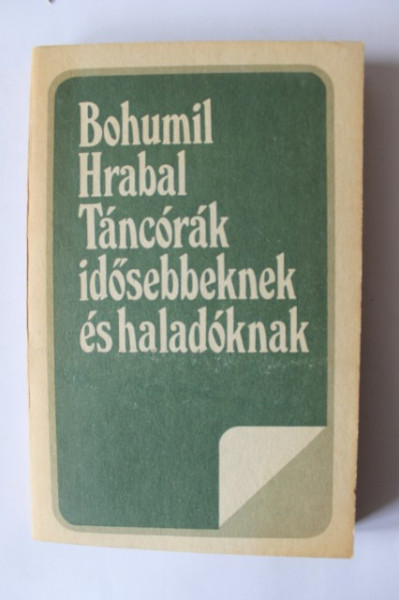 Bohumil
Hrabal
Táncórák
idősebbeknek
és haladóknak